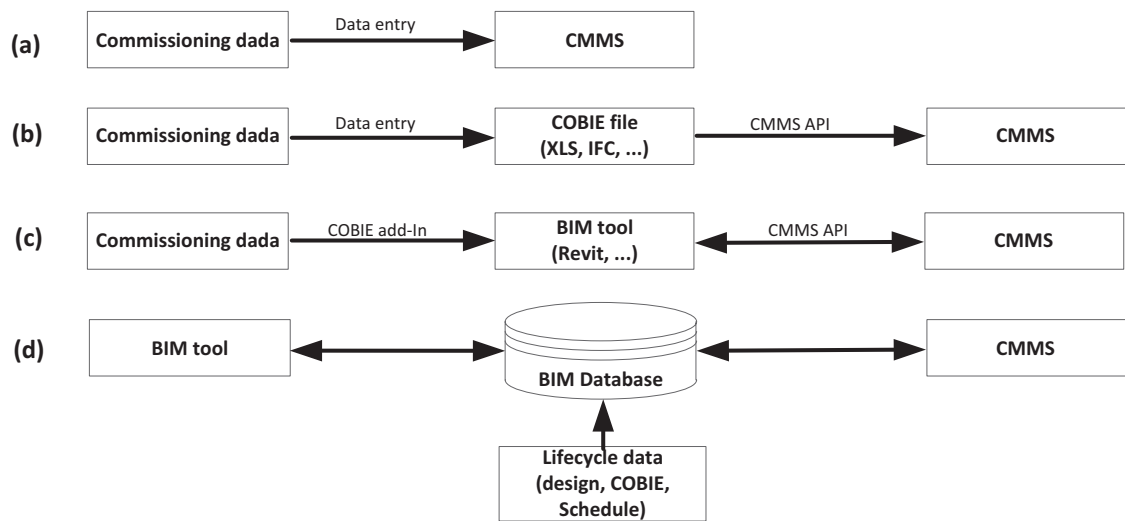 (a)
Commissioning dada
Data entry
CMMS
(b)
Commissioning dada
Data entry
COBIE file
(XLS, IFC, ...)
CMMS API
CMMS
(c)
Commissioning dada
COBIE add-In
BIM tool
(Revit, ...)
CMMS API
CMMS
(d)
BIM tool
BIM Database
CMMS
Lifecycle data
(design, COBIE,
Schedule)